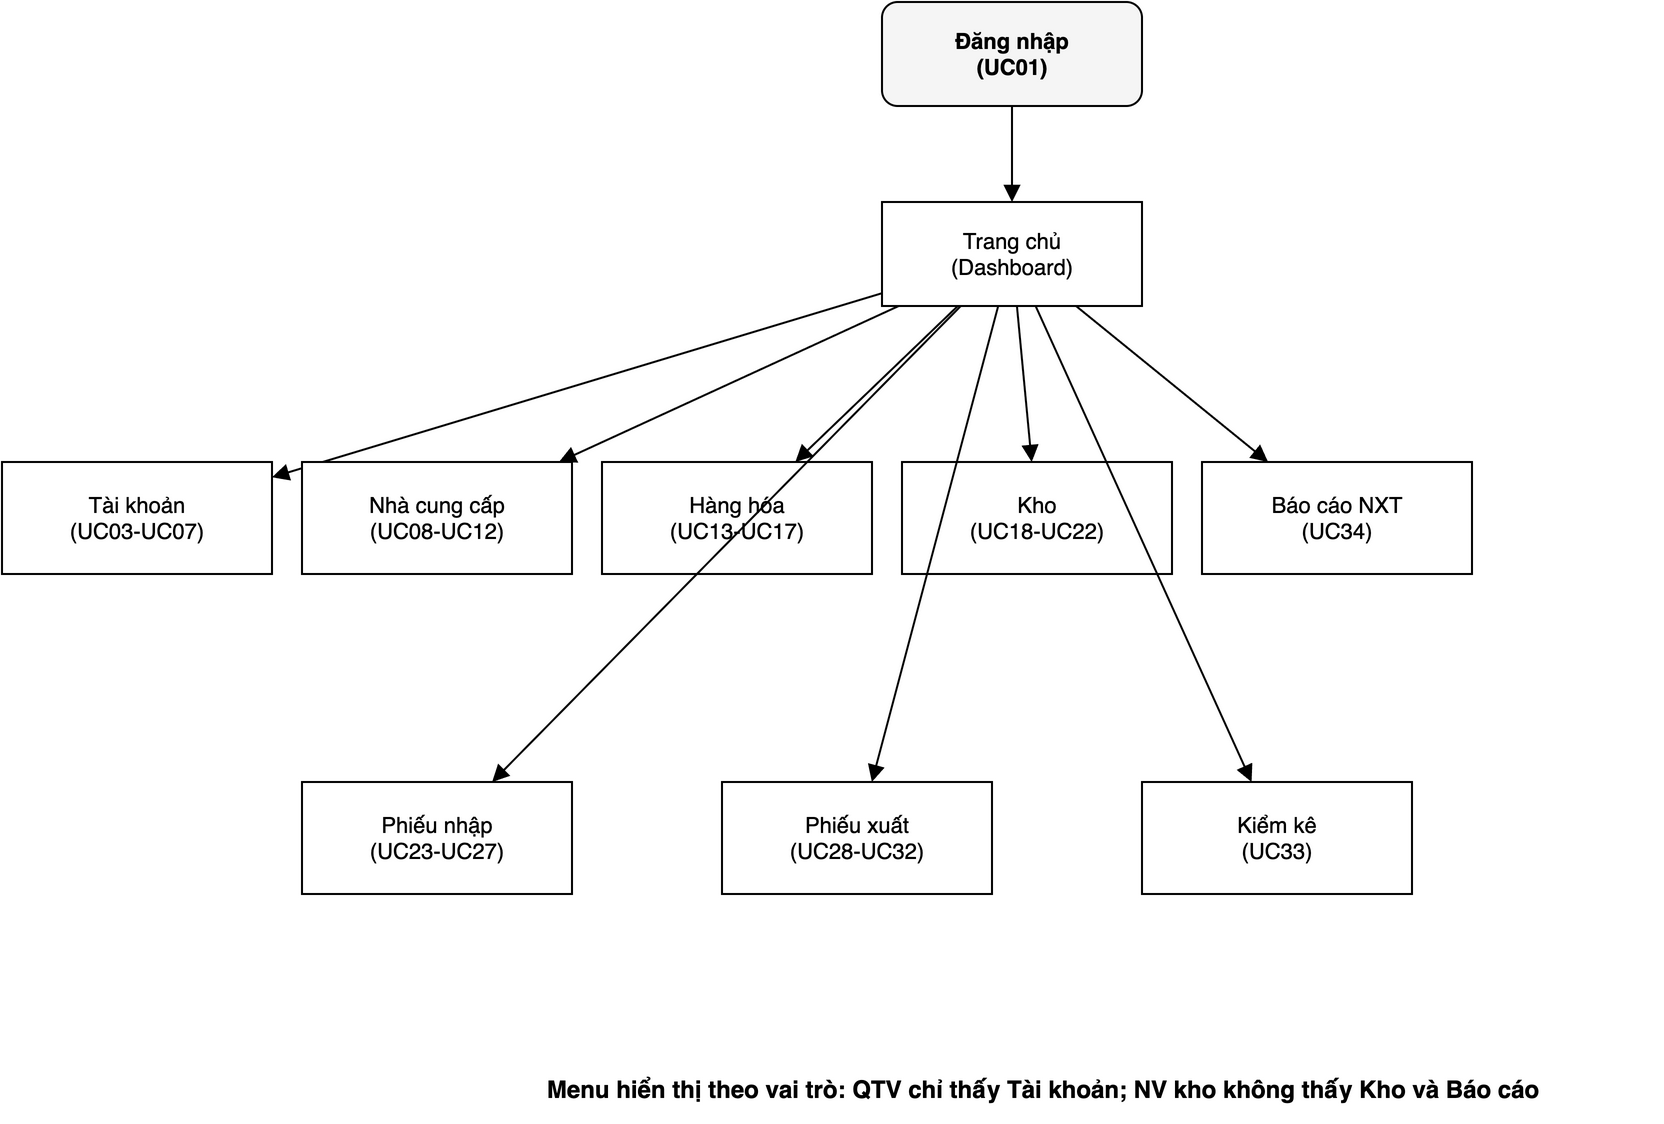 Đăng nhập
(UC01)
Trang chủ
(Dashboard)
Tài khoản
(UC03-UC07)
Nhà cung cấp
(UC08-UC12)
Hàng hóa
(UC13-UC17)
Kho
(UC18-UC22)
Báo cáo NXT
(UC34)
Phiếu nhập
(UC23-UC27)
Phiếu xuất
(UC28-UC32)
Kiểm kê
(UC33)
Menu hiển thị theo vai trò: QTV chỉ thấy Tài khoản; NV kho không thấy Kho và Báo cáo